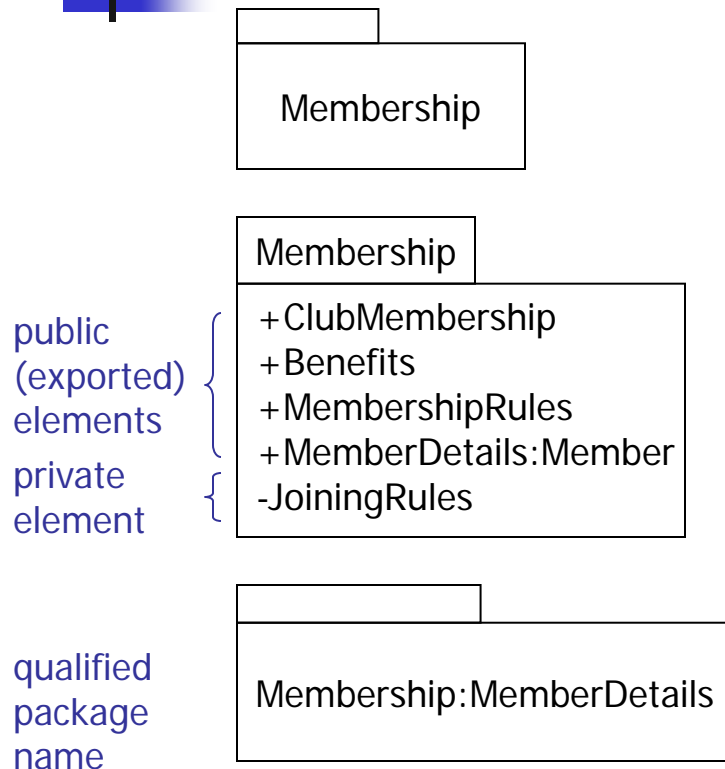 Membership
Membership
public
(exported)
elements
private
element
+ClubMembership
+Benefits
+MembershipRules
+MemberDetails:Member
-JoiningRules
qualified
package
name
Membership:MemberDetails